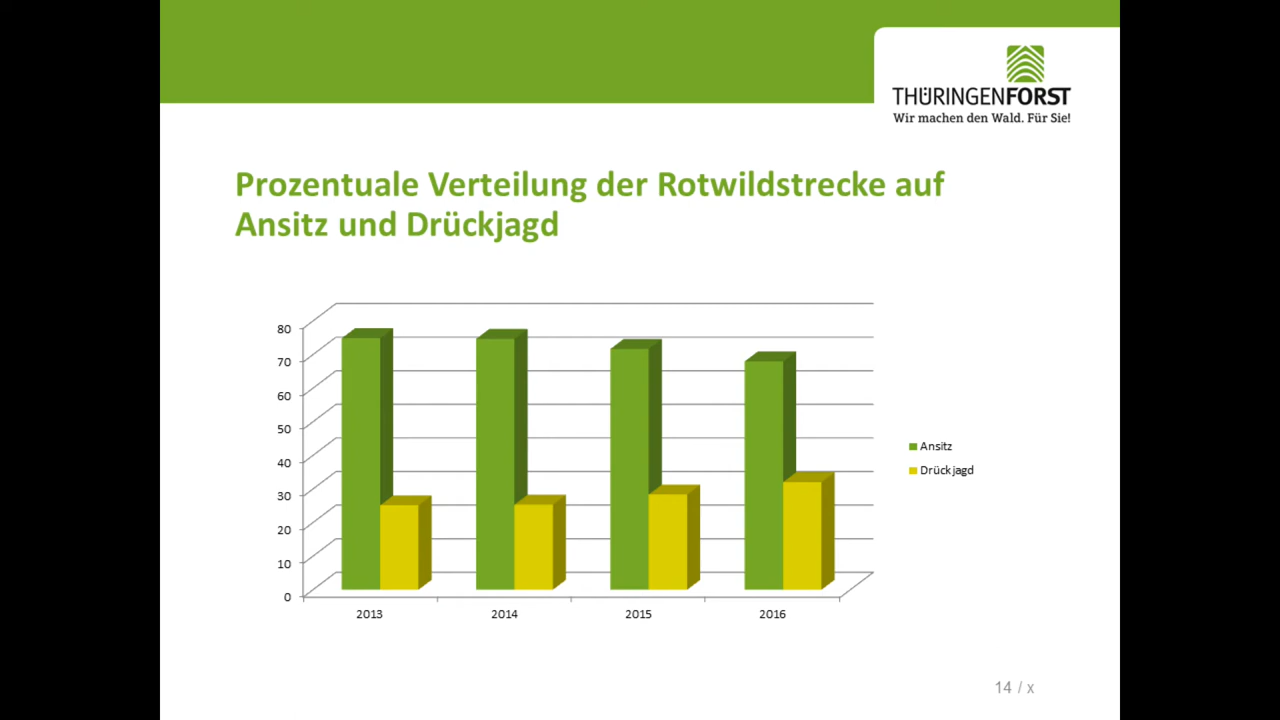 THÜRINGENFORST
Wir machen den Wald. Für Sie!
Prozentuale Verteilung der Rotwildstrecke auf
Ansitz und Drückjagd
80
70
60
50
40
30
20
10
0
2013 2014 2015 2016
Ansitz
Drückjagd
14 / x